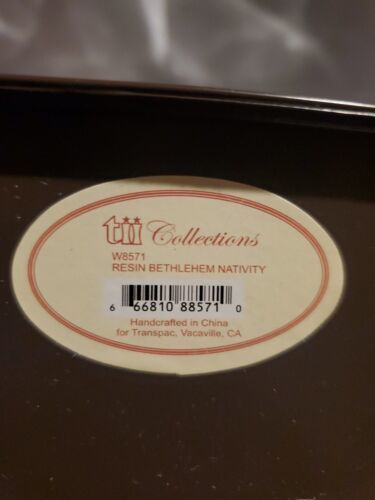 tii Collections
W8571
RESIN BETHLEHEM NATIVITY
6 66810 88571 0
Handcrafted in China
for Transpac, Vacaville, CA